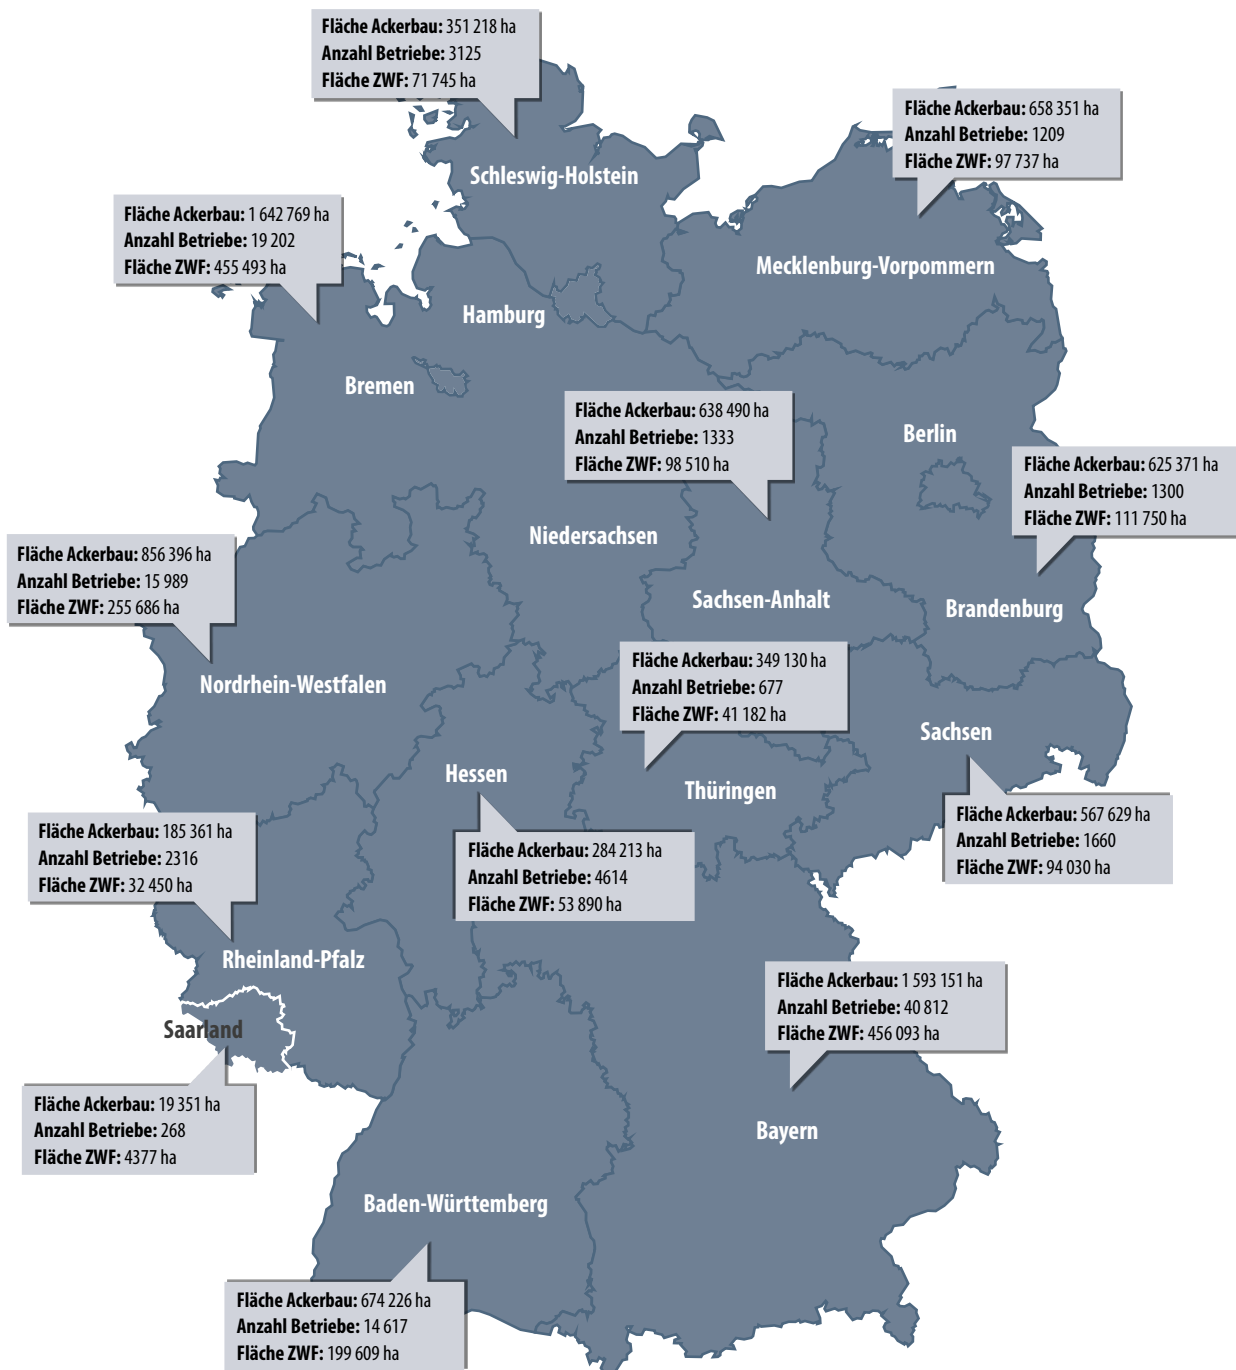 Fläche Ackerbau: 351 218 ha
Anzahl Betriebe: 3125
Fläche ZWF: 71 745 ha
Schleswig-Holstein
Fläche Ackerbau: 658 351 ha
Anzahl Betriebe: 1209
Fläche ZWF: 97 737 ha
Mecklenburg-Vorpommern
Fläche Ackerbau: 1 642 769 ha
Anzahl Betriebe: 19 202
Fläche ZWF: 455 493 ha
Hamburg
Bremen
Fläche Ackerbau: 638 490 ha
Anzahl Betriebe: 1333
Fläche ZWF: 98 510 ha
Berlin
Fläche Ackerbau: 625 371 ha
Anzahl Betriebe: 1300
Fläche ZWF: 111 750 ha
Niedersachsen
Fläche Ackerbau: 856 396 ha
Anzahl Betriebe: 15 989
Fläche ZWF: 255 686 ha
Sachsen-Anhalt
Brandenburg
Nordrhein-Westfalen
Fläche Ackerbau: 349 130 ha
Anzahl Betriebe: 677
Fläche ZWF: 41 182 ha
Sachsen
Hessen
Thüringen
Fläche Ackerbau: 567 629 ha
Anzahl Betriebe: 1660
Fläche ZWF: 94 030 ha
Fläche Ackerbau: 185 361 ha
Anzahl Betriebe: 2316
Fläche ZWF: 32 450 ha
Fläche Ackerbau: 284 213 ha
Anzahl Betriebe: 4614
Fläche ZWF: 53 890 ha
Rheinland-Pfalz
Fläche Ackerbau: 1 593 151 ha
Anzahl Betriebe: 40 812
Fläche ZWF: 456 093 ha
Saarland
Fläche Ackerbau: 19 351 ha
Anzahl Betriebe: 268
Fläche ZWF: 4377 ha
Bayern
Baden-Württemberg
Fläche Ackerbau: 674 226 ha
Anzahl Betriebe: 14 617
Fläche ZWF: 199 609 ha